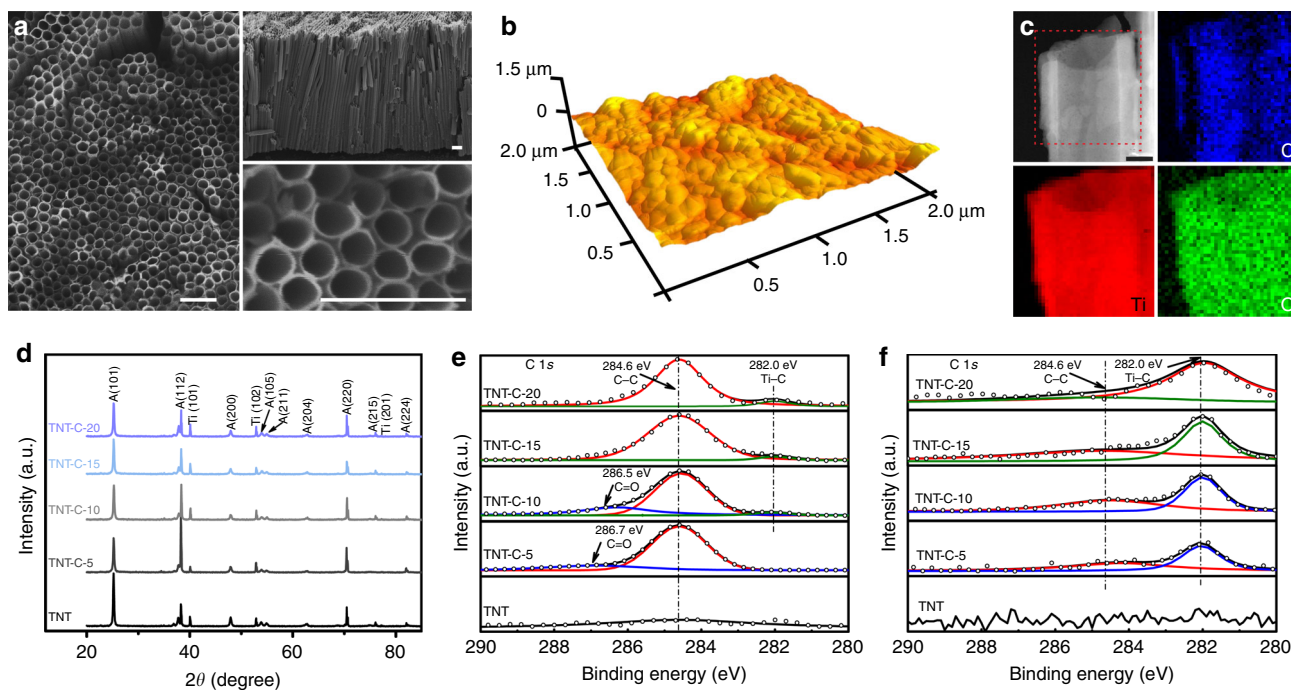 a
b
1.5 μm
0
2.0 μm
1.5
1.0
0.5
0.5
1.0
1.5
2.0 μm
c
Ti
d
A(101)
A(112)
Ti (101)
A(200)
Ti (102)
A(105)
A(211)
A(204)
A(220)
A(215)
Ti (201)
A(224)
TNT-C-20
TNT-C-15
TNT-C-10
TNT-C-5
TNT
Intensity (a.u.)
20
40
60
80
2θ (degree)
e
C 1s
284.6 eV
C–C
282.0 eV
Ti–C
TNT-C-20
TNT-C-15
286.5 eV
C=O
TNT-C-10
286.7 eV
C=O
TNT-C-5
TNT
Intensity (a.u.)
290
288
286
284
282
280
Binding energy (eV)
f
C 1s
284.6 eV
C–C
282.0 eV
Ti–C
TNT-C-20
TNT-C-15
TNT-C-10
TNT-C-5
TNT
Intensity (a.u.)
290
288
286
284
282
280
Binding energy (eV)